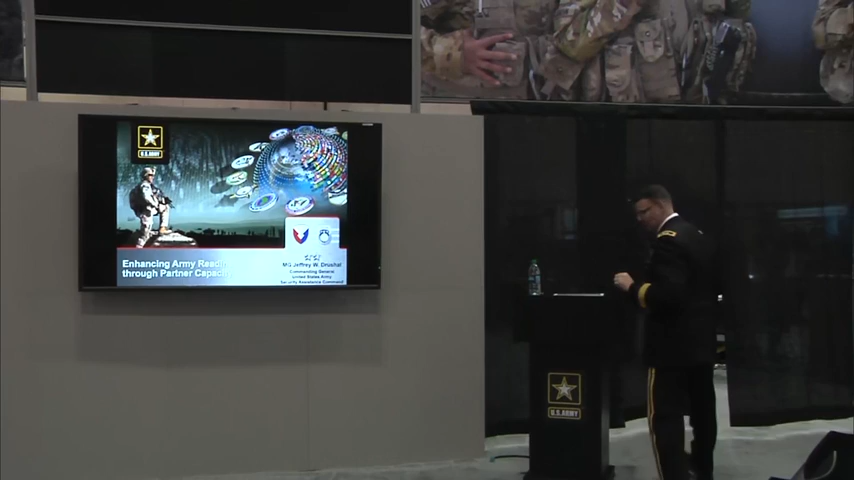 U.S. ARMY
Enhancing Army Readi
through Partner Capaci
MG Jeffrey W. Drushal
Commanding General
United States Army
Security Assistance Command
U.S. ARMY